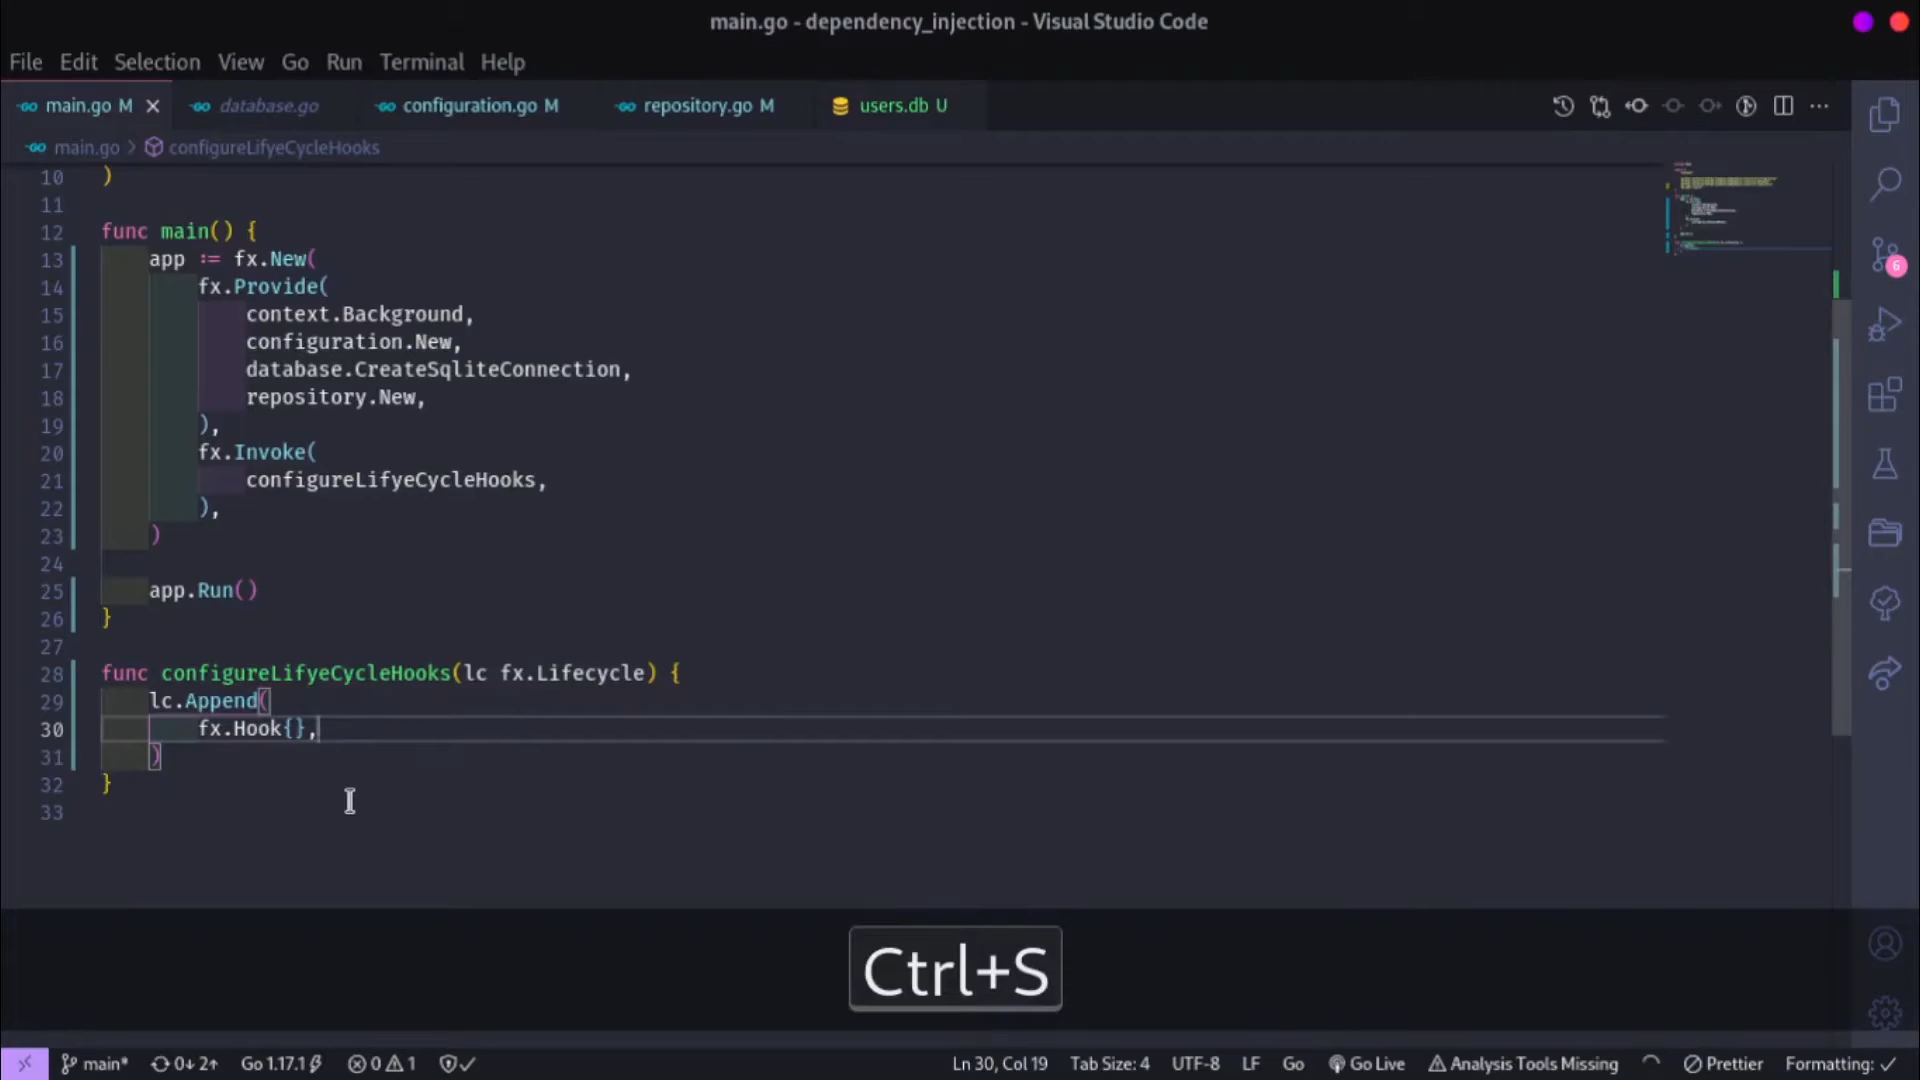 main.go - dependency_injection - Visual Studio Code
File Edit Selection View Go Run Terminal Help
main.go M database.go configuration.go M repository.go M users.db U
main.go > configureLifyeCycleHooks
10 )
11
12 func main() {
13 app := fx.New(
14 fx.Provide(
15 context.Background,
16 configuration.New,
17 database.CreateSqliteConnection,
18 repository.New,
19 ),
20 fx.Invoke(
21 configureLifyeCycleHooks,
22 ),
23 )
24
25 app.Run()
26 }
27
28 func configureLifyeCycleHooks(lc fx.Lifecycle) {
29 lc.Append(
30 fx.Hook{},
31 )
32 }
33
6
Ctrl+S
main* 0↓ 2↑ Go 1.17.1 0 1 Ln 30, Col 19 Tab Size: 4 UTF-8 LF Go Go Live Analysis Tools Missing Prettier Formatting: ✓